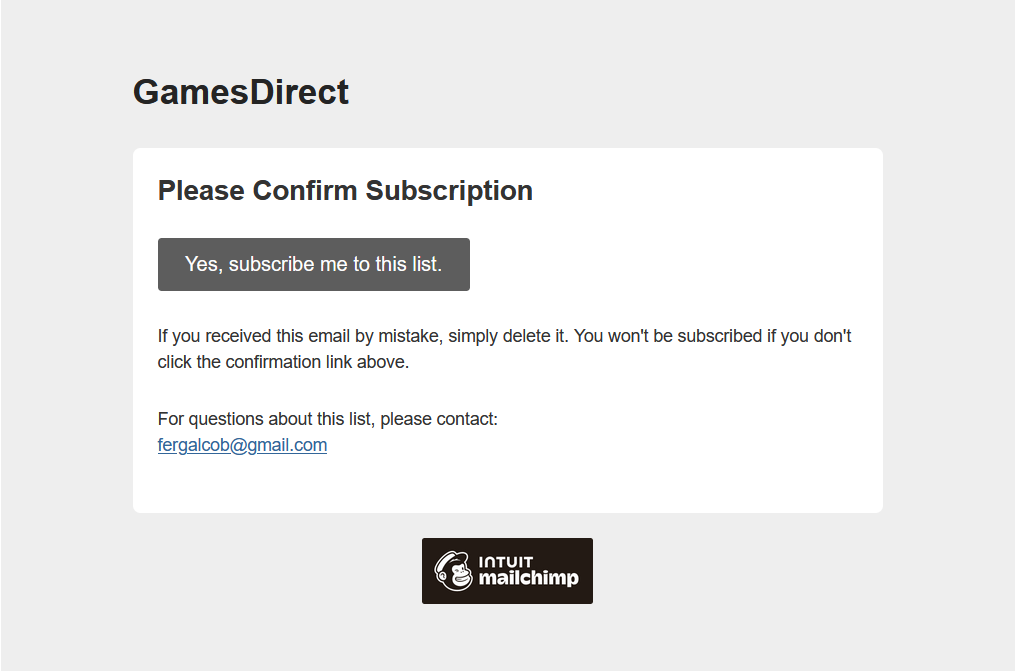 GamesDirect
Please Confirm Subscription
Yes, subscribe me to this list.
If you received this email by mistake, simply delete it. You won't be subscribed if you don't
click the confirmation link above.
For questions about this list, please contact:
fergalcob@gmail.com
INTUIT
mailchimp